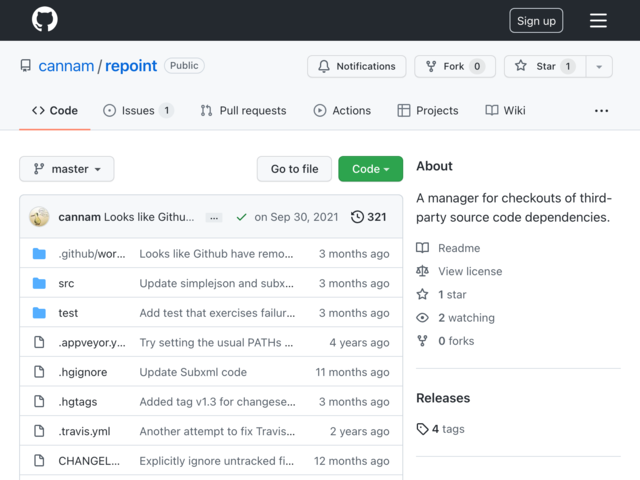 Sign up
cannam / repoint Public
Notifications Fork 0 Star 1
Code Issues 1 Pull requests Actions Projects Wiki ...
master Go to file Code
cannam Looks like Githu... ... on Sep 30, 2021 321
.github/wor... Looks like Github have remo... 3 months ago
src Update simplejson and subx... 3 months ago
test Add test that exercises failur... 3 months ago
.appveyor.y... Try setting the usual PATHs ... 4 years ago
.hgignore Update Subxml code 11 months ago
.hgtags Added tag v1.3 for changese... 3 months ago
.travis.yml Another attempt to fix Travis... 2 years ago
CHANGEL... Explicitly ignore untracked fi... 12 months ago
About
A manager for checkouts of third-
party source code dependencies.
Readme
View license
1 star
2 watching
0 forks
Releases
4 tags